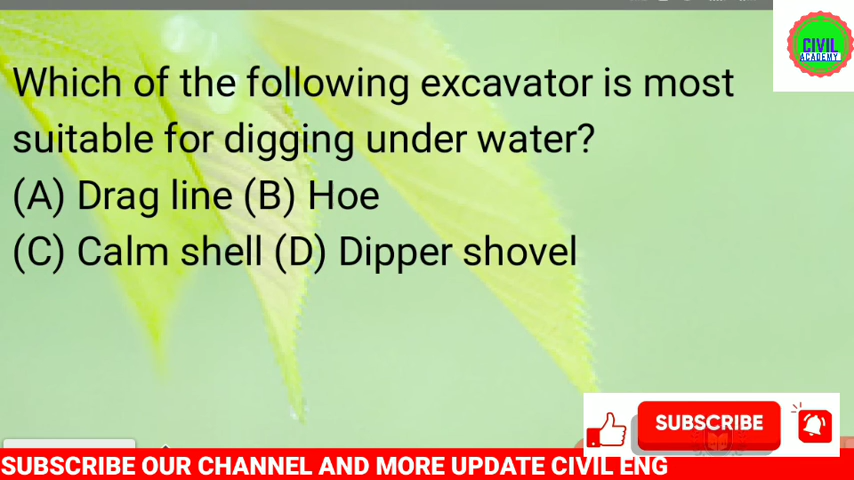 CIVIL
ACADEMY
Which of the following excavator is most
suitable for digging under water?
(A) Drag line (B) Hoe
(C) Calm shell (D) Dipper shovel
SUBSCRIBE
SUBSCRIBE OUR CHANNEL AND MORE UPDATE CIVIL ENG